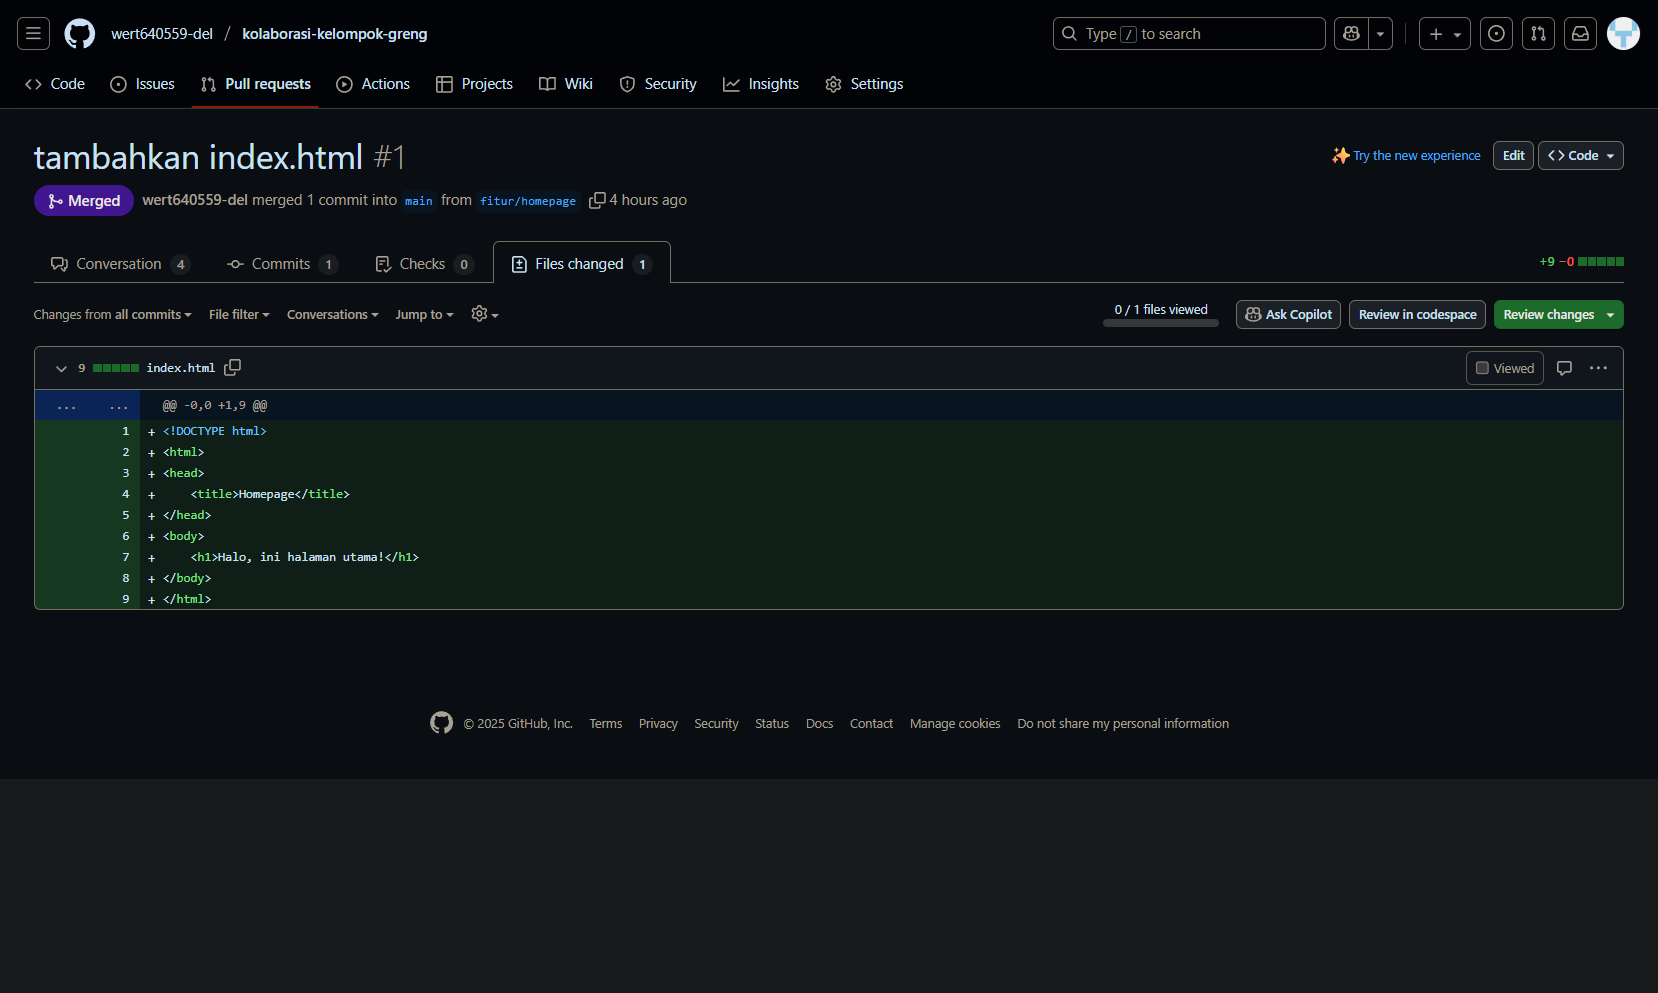 wert640559-del / kolaborasi-kelompok-greng
Type / to search
Code Issues Pull requests Actions Projects Wiki Security Insights Settings
tambahkan index.html #1
Try the new experience Edit Code
Merged wert640559-del merged 1 commit into main from fitur/homepage 4 hours ago
Conversation 4 Commits 1 Checks 0 Files changed 1
+9 −0
Changes from all commits File filter Conversations Jump to
0 / 1 files viewed Ask Copilot Review in codespace Review changes
9 index.html Viewed
... ... @@ -0,0 +1,9 @@
1 + <!DOCTYPE html>
2 + <html>
3 + <head>
4 + <title>Homepage</title>
5 + </head>
6 + <body>
7 + <h1>Halo, ini halaman utama!</h1>
8 + </body>
9 + </html>
© 2025 GitHub, Inc. Terms Privacy Security Status Docs Contact Manage cookies Do not share my personal information